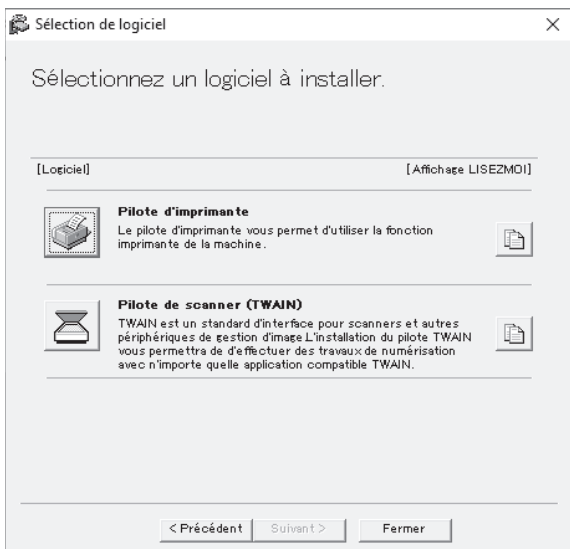 Sélection de logiciel
Sélectionnez un logiciel à installer.
[Logiciel] [Affichage LISEZMOI]
Pilote d'imprimante
Le pilote d'imprimante vous permet d'utiliser la fonction
imprimante de la machine.
Pilote de scanner (TWAIN)
TWAIN est un standard d'interface pour scanners et autres
périphériques de gestion d'image.L'installation du pilote TWAIN
vous permettra de d'effectuer des travaux de numérisation
avec n'importe quelle application compatible TWAIN.
< Précédent Suivant > Fermer